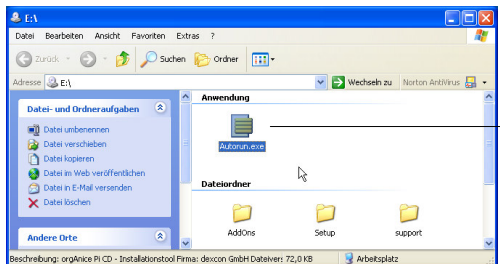 E:\
Datei Bearbeiten Ansicht Favoriten Extras ?
Zurück Suchen Ordner
Adresse E:\ Wechseln zu Norton AntiVirus
Datei- und Ordneraufgaben
Datei umbenennen
Datei verschieben
Datei kopieren
Datei im Web veröffentlichen
Datei in E-Mail versenden
Datei löschen
Andere Orte
Anwendung
Autorun.exe
Dateiordner
AddOns Setup support
Beschreibung: orgAnice Pi CD - Installationstool Firma: dexcon GmbH Dateivers 72,0 KB Arbeitsplatz